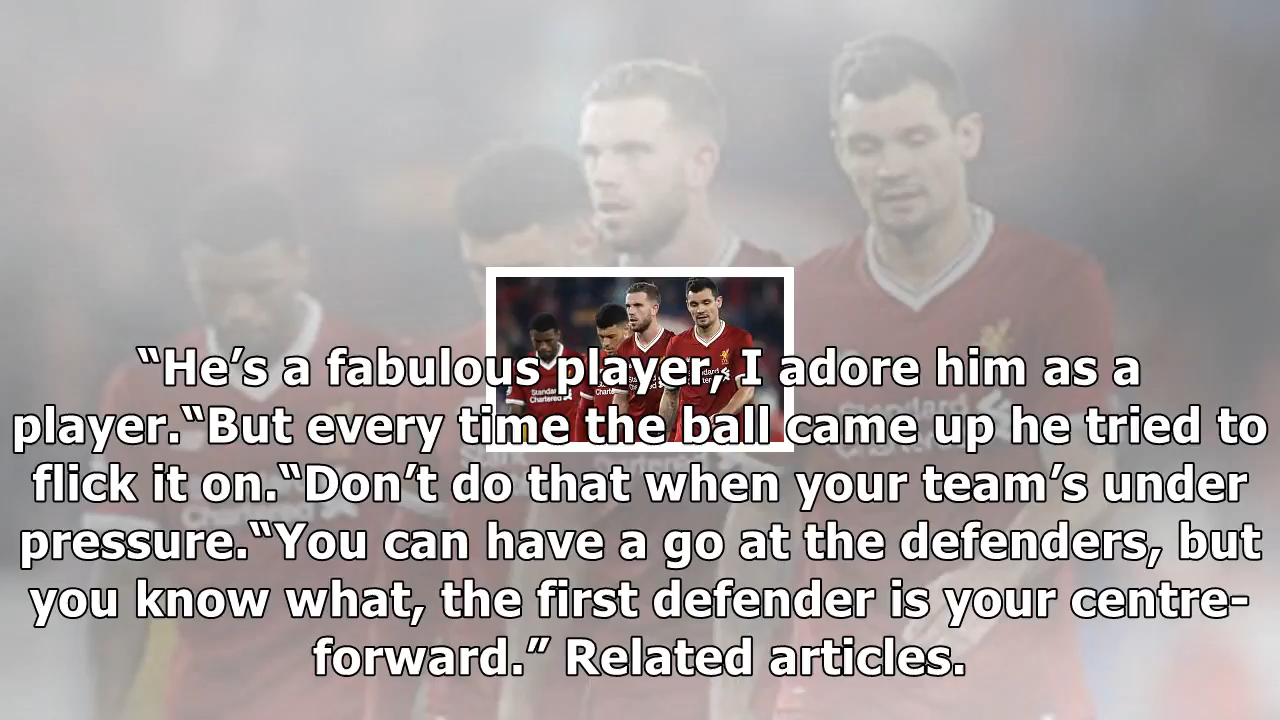 “He’s a fabulous player, I adore him as a
player.“But every time the ball came up he tried to
flick it on.“Don’t do that when your team’s under
pressure.“You can have a go at the defenders, but
you know what, the first defender is your centre-
forward.” Related articles.
Standard
Chartered